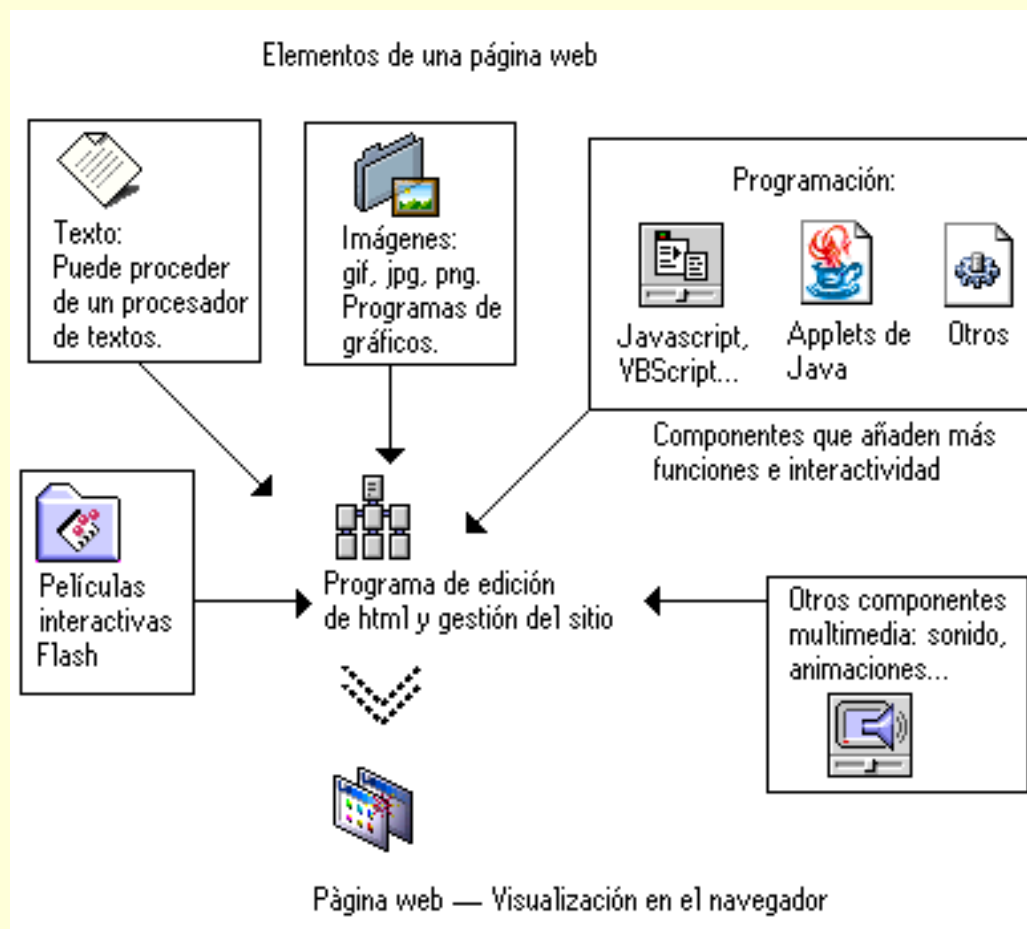 Elementos de una página web
Texto:
Puede proceder
de un procesador
de textos.
Imágenes:
gif, jpg, png.
Programas de
gráficos.
Programación:
Javascript,
VBScript...
Applets de
Java
Otros
Componentes que añaden más
funciones e interactividad
Películas
interactivas
Flash
Programa de edición
de html y gestión del sitio
Otros componentes
multimedia: sonido,
animaciones...
Pàgina web — Visualización en el navegador